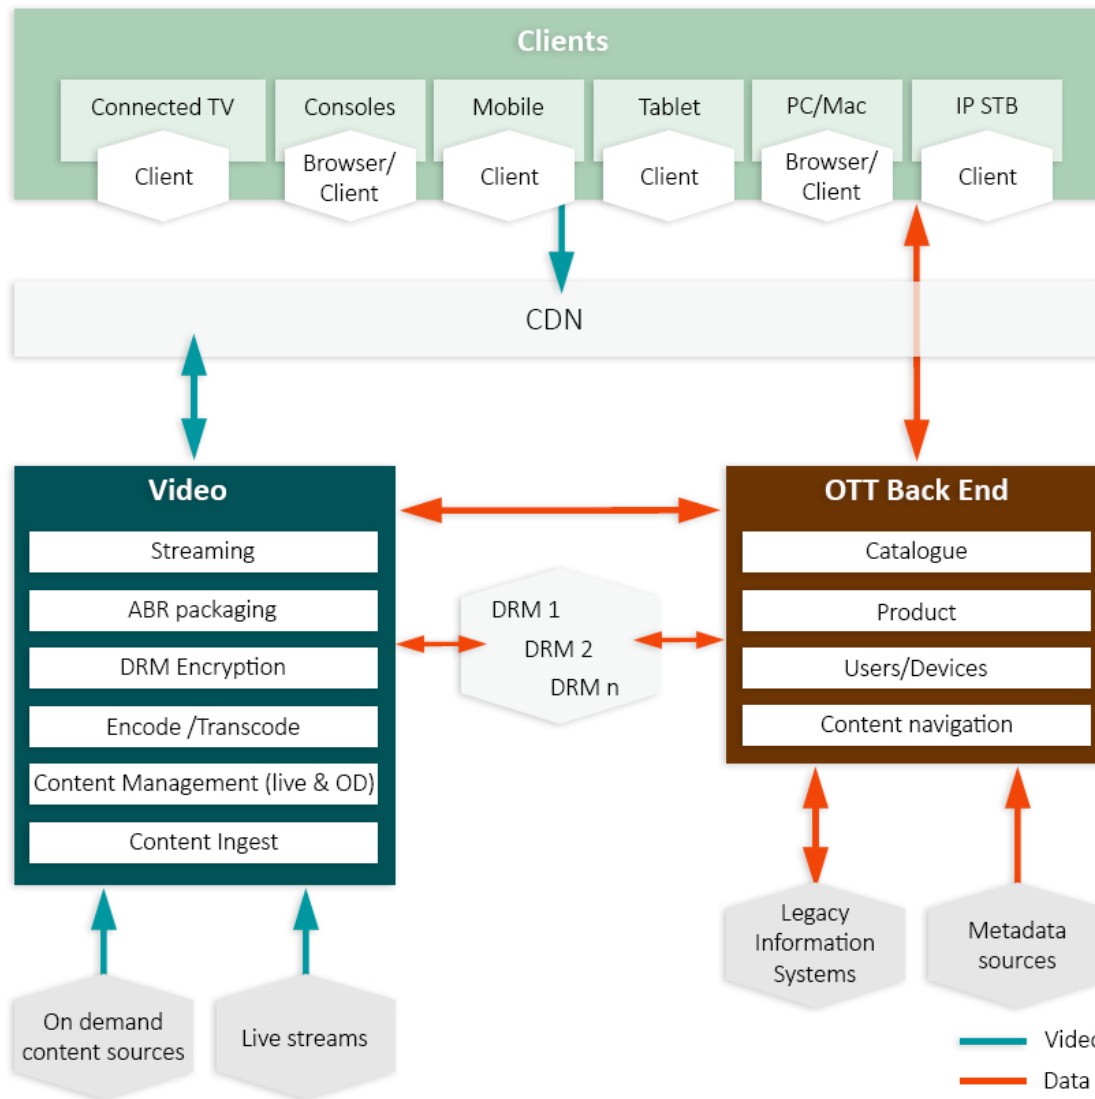 Clients
Connected TV
Consoles
Mobile
Tablet
PC/Mac
IP STB
Client
Browser/
Client
Client
Client
Browser/
Client
Client
CDN
Video
Streaming
ABR packaging
DRM Encryption
Encode /Transcode
Content Management (live & OD)
Content Ingest
DRM 1
DRM 2
DRM n
OTT Back End
Catalogue
Product
Users/Devices
Content navigation
On demand
content sources
Live streams
Legacy
Information
Systems
Metadata
sources
Video
Data